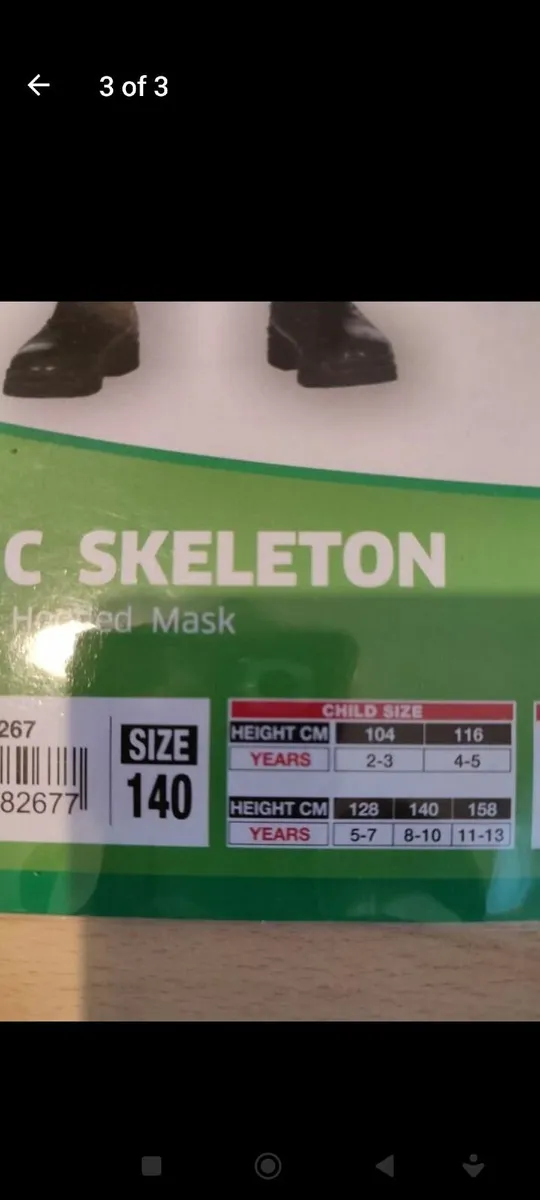 3 of 3
C SKELETON
Hooded Mask
267
82677
SIZE
140
CHILD SIZE
HEIGHT CM 104 116
YEARS 2-3 4-5
HEIGHT CM 128 140 158
YEARS 5-7 8-10 11-13